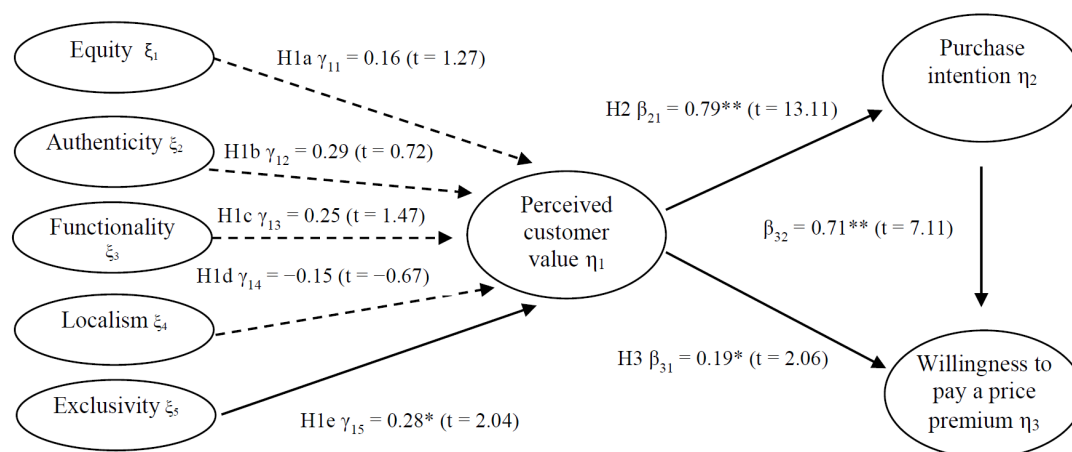 Equity ξ₁
H1a γ₁₁ = 0.16 (t = 1.27)
Authenticity ξ₂
H1b γ₁₂ = 0.29 (t = 0.72)
Functionality
ξ₃
H1c γ₁₃ = 0.25 (t = 1.47)
H1d γ₁₄ = −0.15 (t = −0.67)
Localism ξ₄
Exclusivity ξ₅
H1e γ₁₅ = 0.28* (t = 2.04)
Perceived
customer
value η₁
H2 β₂₁ = 0.79** (t = 13.11)
Purchase
intention η₂
β₃₂ = 0.71** (t = 7.11)
H3 β₃₁ = 0.19* (t = 2.06)
Willingness to
pay a price
premium η₃